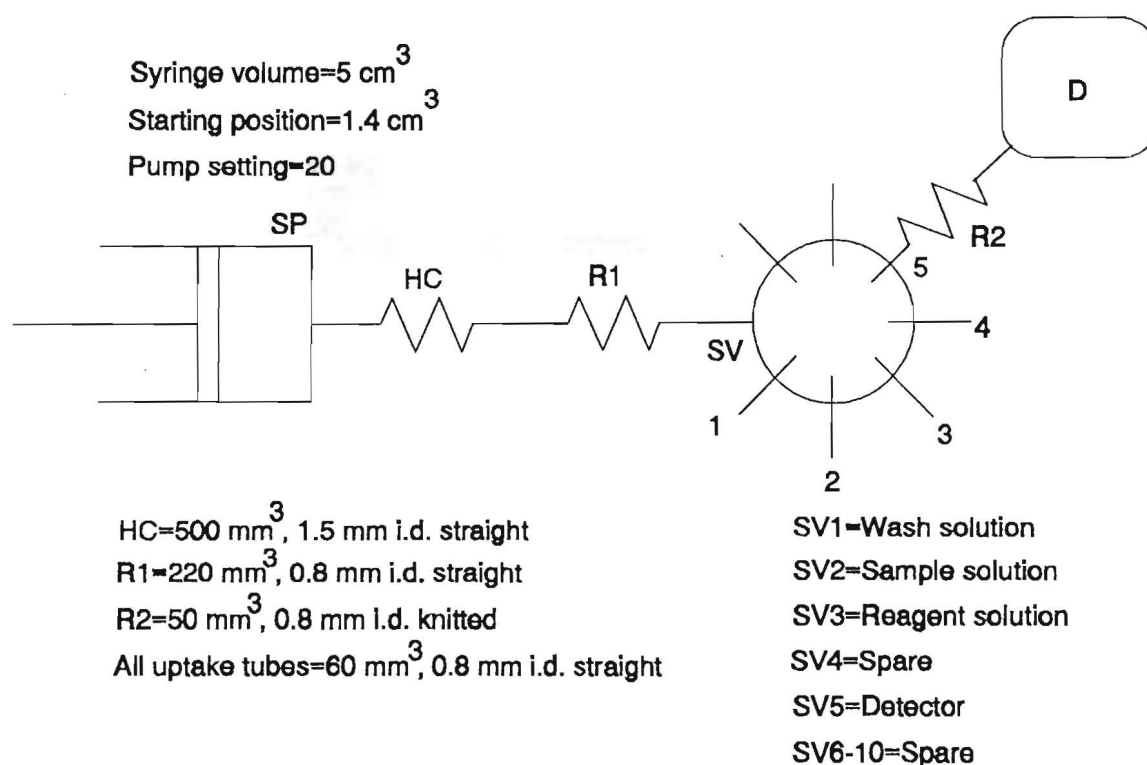 Syringe volume=5 cm³
Starting position=1.4 cm³
Pump setting=20
D
SP
HC
R1
R2
SV
5
4
3
2
1
HC=500 mm³, 1.5 mm i.d. straight
R1=220 mm³, 0.8 mm i.d. straight
R2=50 mm³, 0.8 mm i.d. knitted
All uptake tubes=60 mm³, 0.8 mm i.d. straight
SV1=Wash solution
SV2=Sample solution
SV3=Reagent solution
SV4=Spare
SV5=Detector
SV6-10=Spare